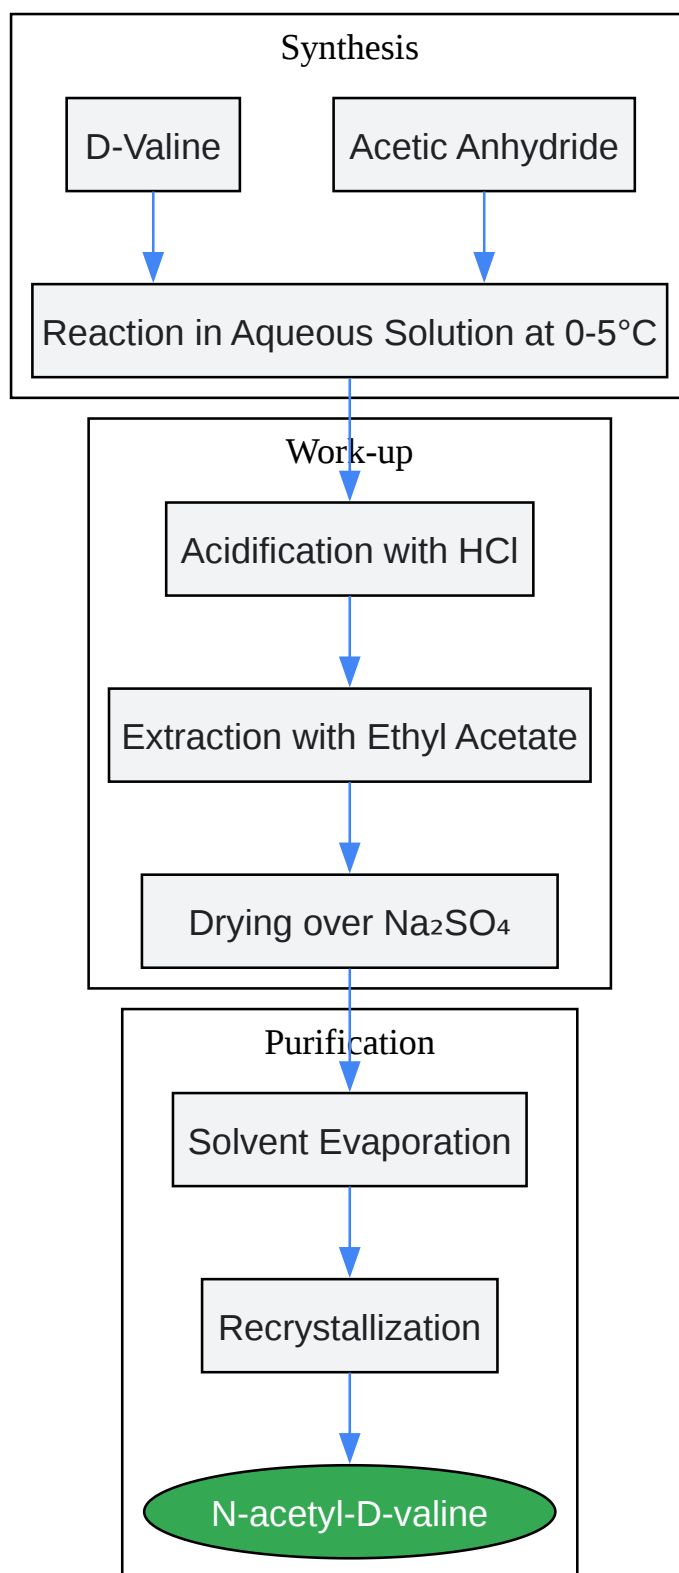 Synthesis
D-Valine
Acetic Anhydride
Reaction in Aqueous Solution at 0-5°C
Work-up
Acidification with HCl
Extraction with Ethyl Acetate
Drying over Na₂SO₄
Purification
Solvent Evaporation
Recrystallization
N-acetyl-D-valine